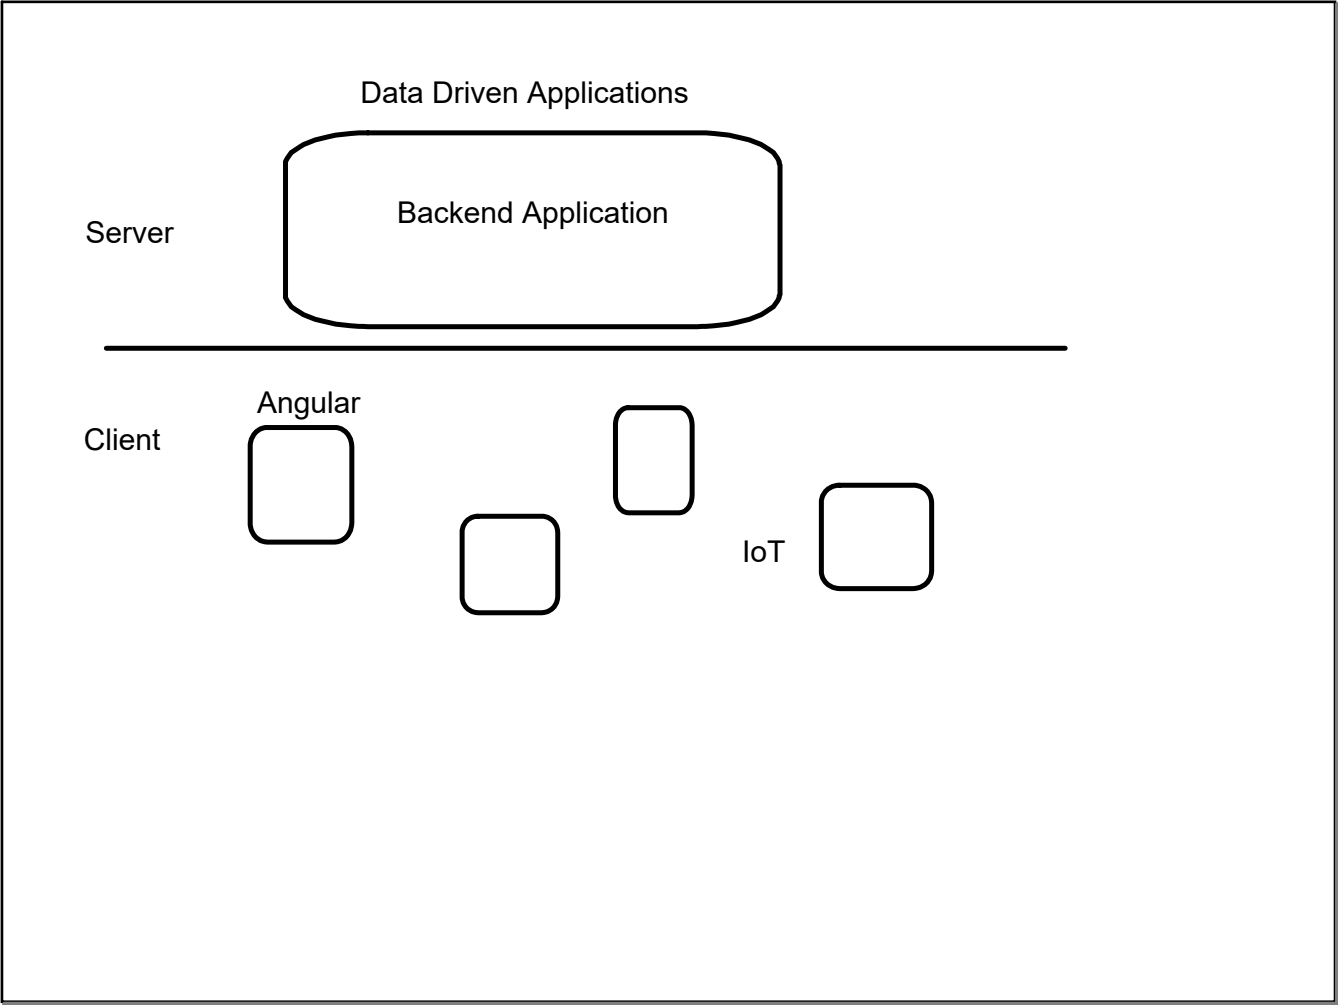 Data Driven Applications
Backend Application
Server
Angular
Client
IoT